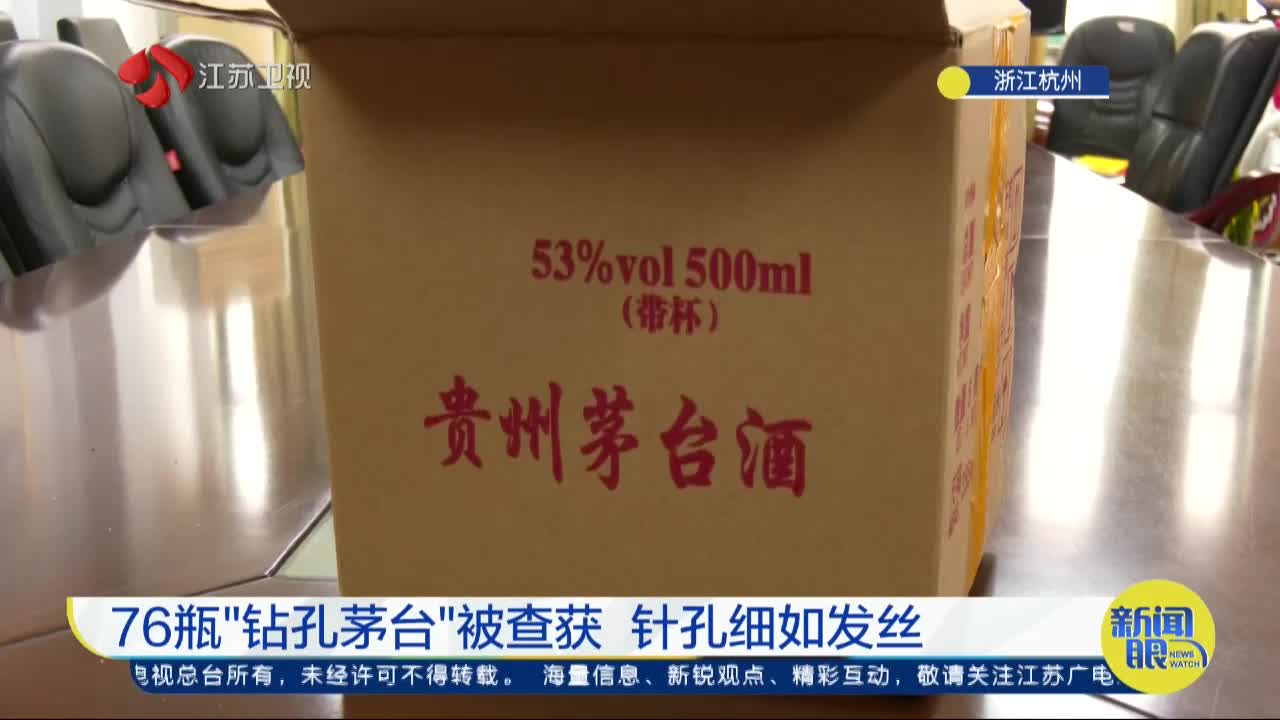 江苏卫视
浙江杭州
53%vol 500ml
（带杯）
贵州茅台酒
76瓶"钻孔茅台"被查获 针孔细如发丝
电视总台所有，未经许可不得转载。 海量信息、新锐观点、精彩互动，敬请关注江苏广电
新闻眼
NEWS WATCH